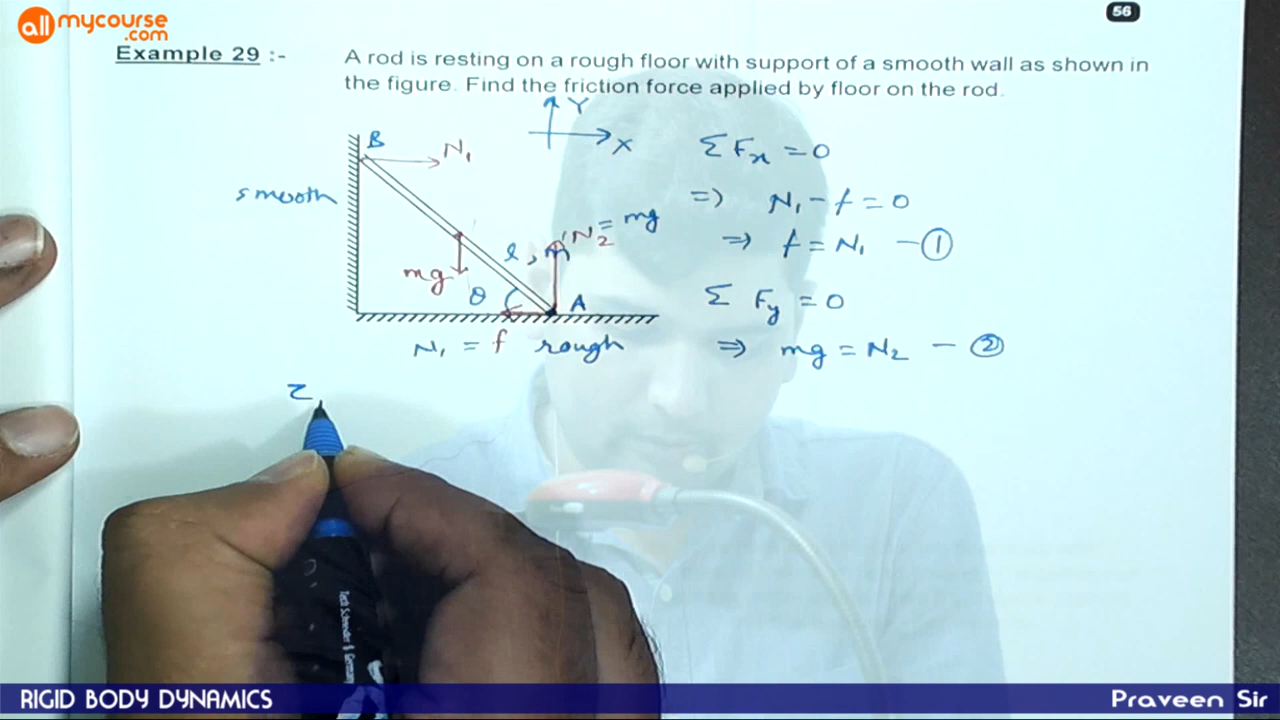 all mycourse .com
56
Example 29 :- A rod is resting on a rough floor with support of a smooth wall as shown in
the figure. Find the friction force applied by floor on the rod.
Y
X
B
N₁
smooth
ΣFₓ = 0
⇒ N₁ - f = 0
⇒ f = N₁ - ①
l, m
N₂ = mg
mg
θ
A
Σ F_y = 0
N₁ = f rough
⇒ mg = N₂ - ②
RIGID BODY DYNAMICS
Praveen Sir